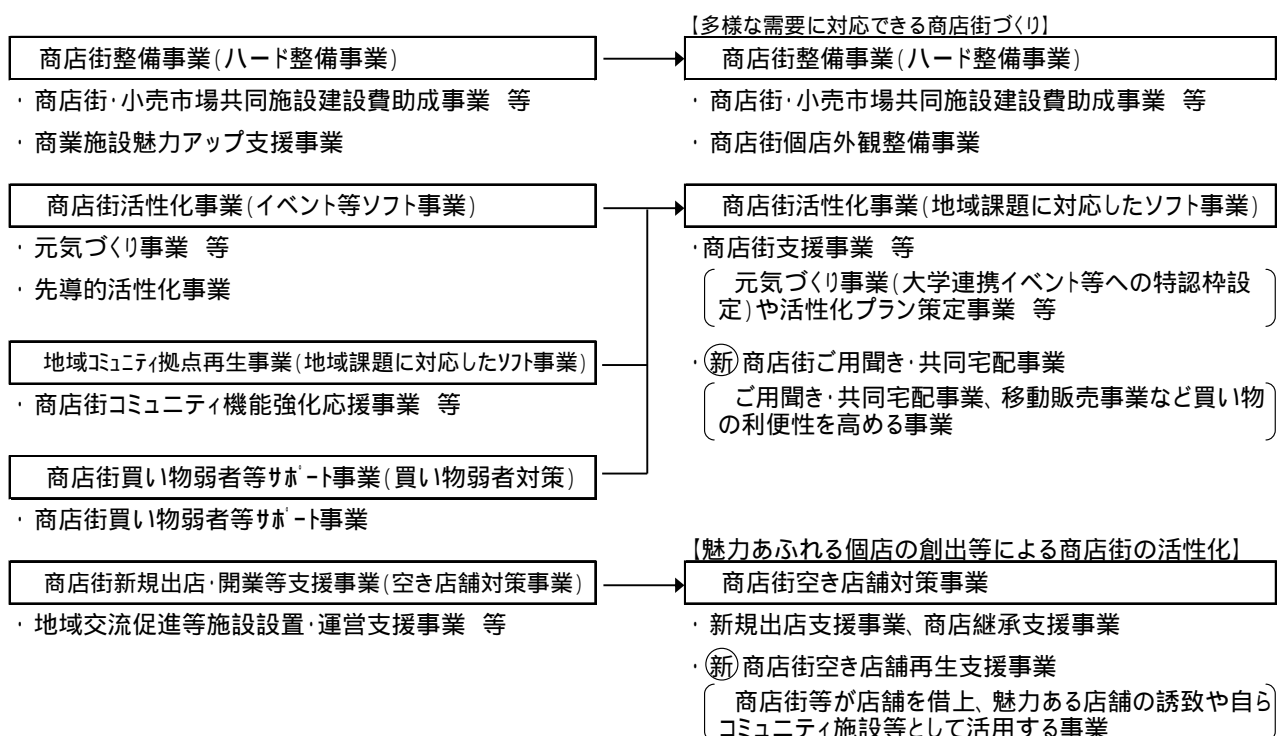 【多様な需要に対応できる商店街づくり】
商店街整備事業(ハード整備事業)
商店街整備事業(ハード整備事業)
・商店街・小売市場共同施設建設費助成事業 等
・商業施設魅力アップ支援事業
・商店街・小売市場共同施設建設費助成事業 等
・商店街個店外観整備事業
商店街活性化事業(イベント等ソフト事業)
・元気づくり事業 等
・先導的活性化事業
地域コミュニティ拠点再生事業(地域課題に対応したソフト事業)
・商店街コミュニティ機能強化応援事業 等
商店街買い物弱者等サポート事業(買い物弱者対策)
・商店街買い物弱者等サポート事業
商店街活性化事業(地域課題に対応したソフト事業)
・商店街支援事業 等
元気づくり事業(大学連携イベント等への特認枠設
定)や活性化プラン策定事業 等
・㊟商店街ご用聞き・共同宅配事業
ご用聞き・共同宅配事業、移動販売事業など買い物
の利便性を高める事業
商店街新規出店・開業等支援事業(空き店舗対策事業)
・地域交流促進等施設設置・運営支援事業 等
【魅力あふれる個店の創出等による商店街の活性化】
商店街空き店舗対策事業
・新規出店支援事業、商店継承支援事業
・新商店街空き店舗再生支援事業
商店街等が店舗を借上、魅力ある店舗の誘致や自ら
コミュニティ施設等として活用する事業